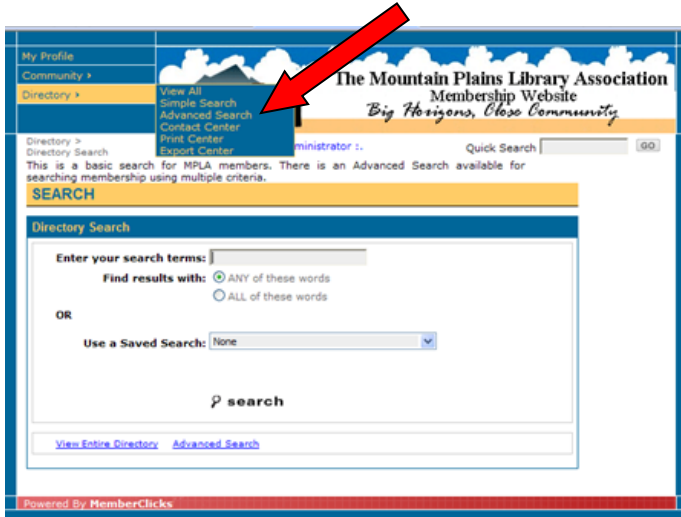 My Profile
Community ›
Directory ›
View All
Simple Search
Advanced Search
Contact Center
Print Center
Export Center
The Mountain Plains Library Association
Membership Website
Big Horizons, Close Community
Directory >
Directory Search
ministrator :.
Quick Search
GO
This is a basic search for MPLA members. There is an Advanced Search available for
searching membership using multiple criteria.
SEARCH
Directory Search
Enter your search terms:
Find results with: ANY of these words
ALL of these words
OR
Use a Saved Search: None
search
View Entire Directory Advanced Search
Powered By MemberClicks